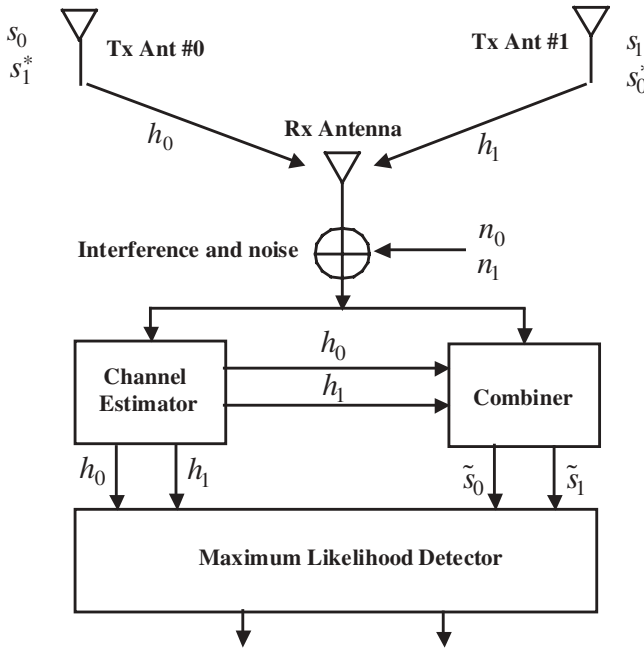 s₀
s₁*
Tx Ant #0
Tx Ant #1
s₁
s₀*
h₀
Rx Antenna
h₁
Interference and noise
n₀
n₁
Channel
Estimator
h₀
h₁
Combiner
h₀
h₁
s̃₀
s̃₁
Maximum Likelihood Detector